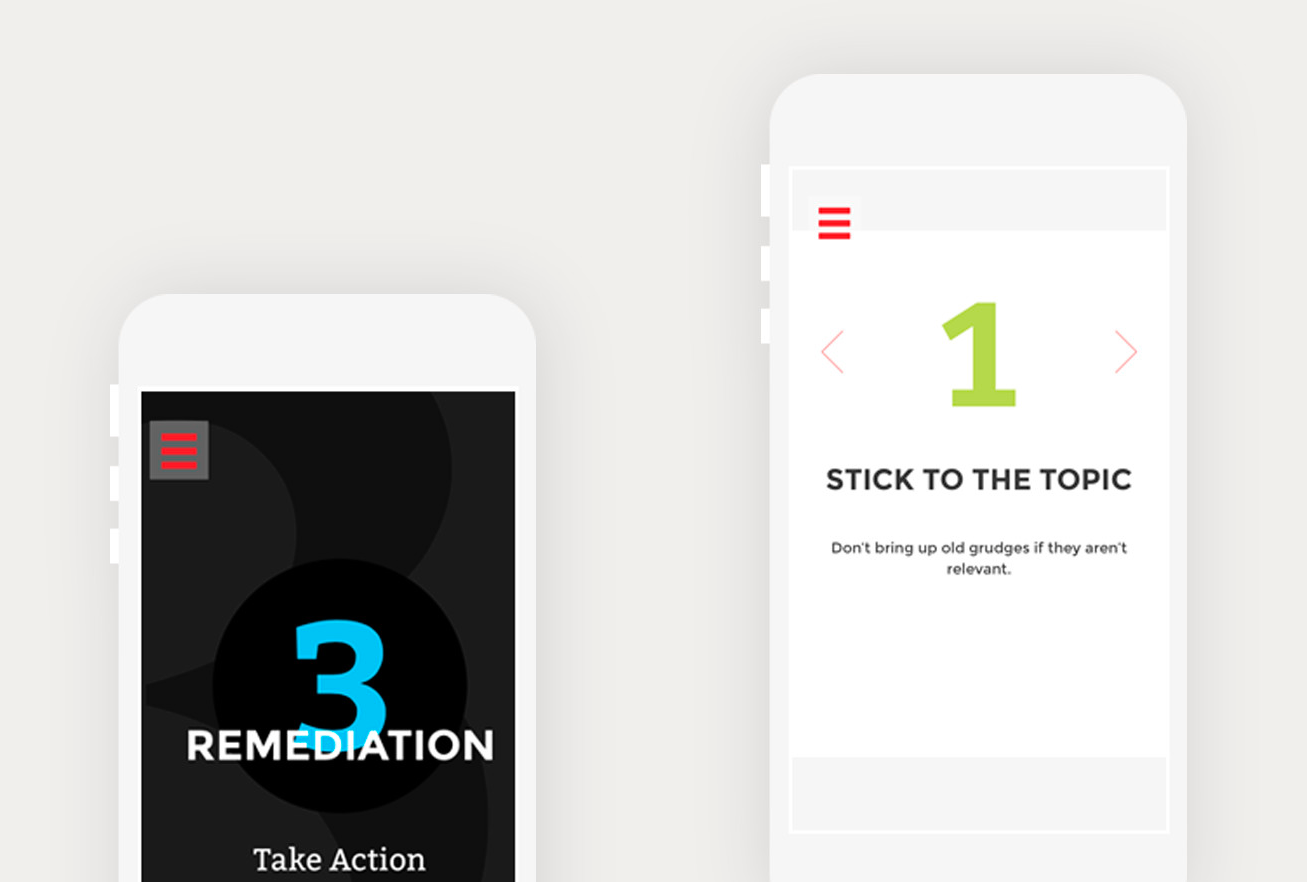 3
REMEDIATION
Take Action
1
STICK TO THE TOPIC
Don't bring up old grudges if they aren't
relevant.